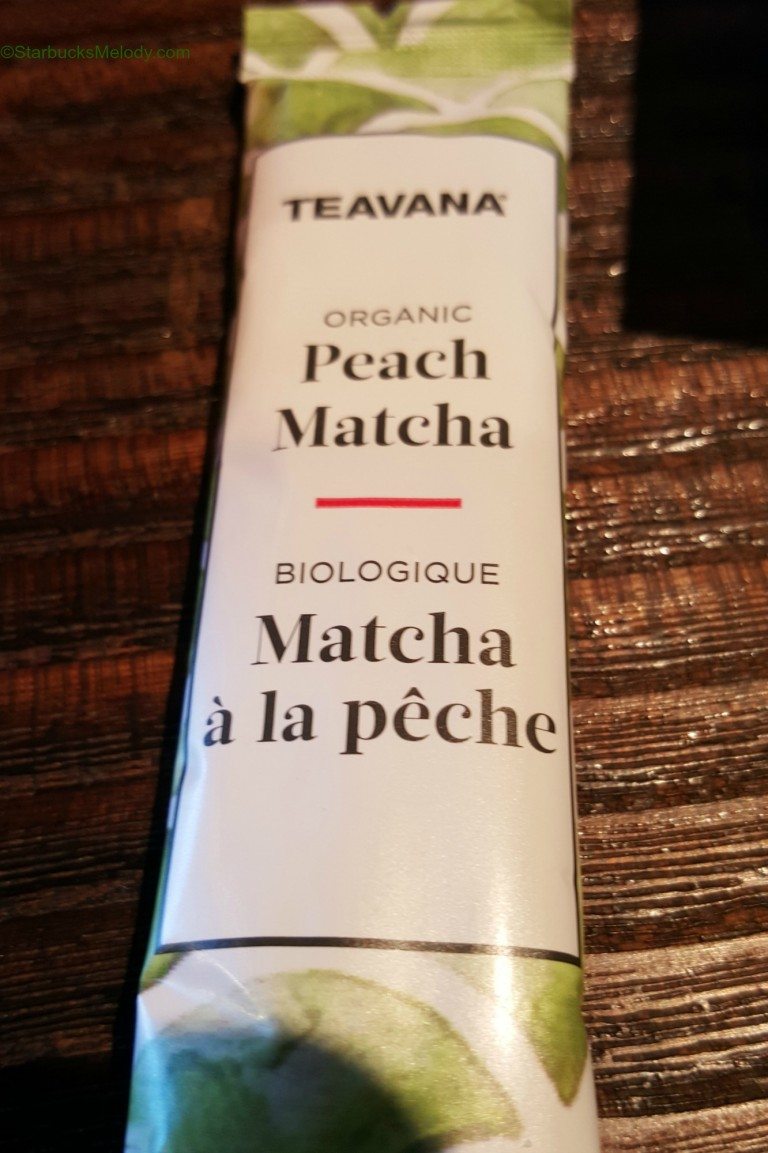 ©StarbucksMelody.com
TEAVANA
ORGANIC
Peach
Matcha
BIOLOGIQUE
Matcha
à la pêche